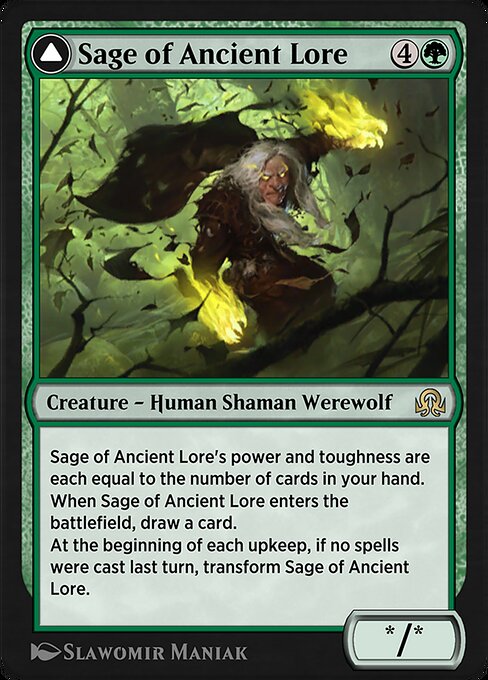 Sage of Ancient Lore 4
Creature – Human Shaman Werewolf
Sage of Ancient Lore's power and toughness are
each equal to the number of cards in your hand.
When Sage of Ancient Lore enters the
battlefield, draw a card.
At the beginning of each upkeep, if no spells
were cast last turn, transform Sage of Ancient
Lore.
*/*
Slawomir Maniak